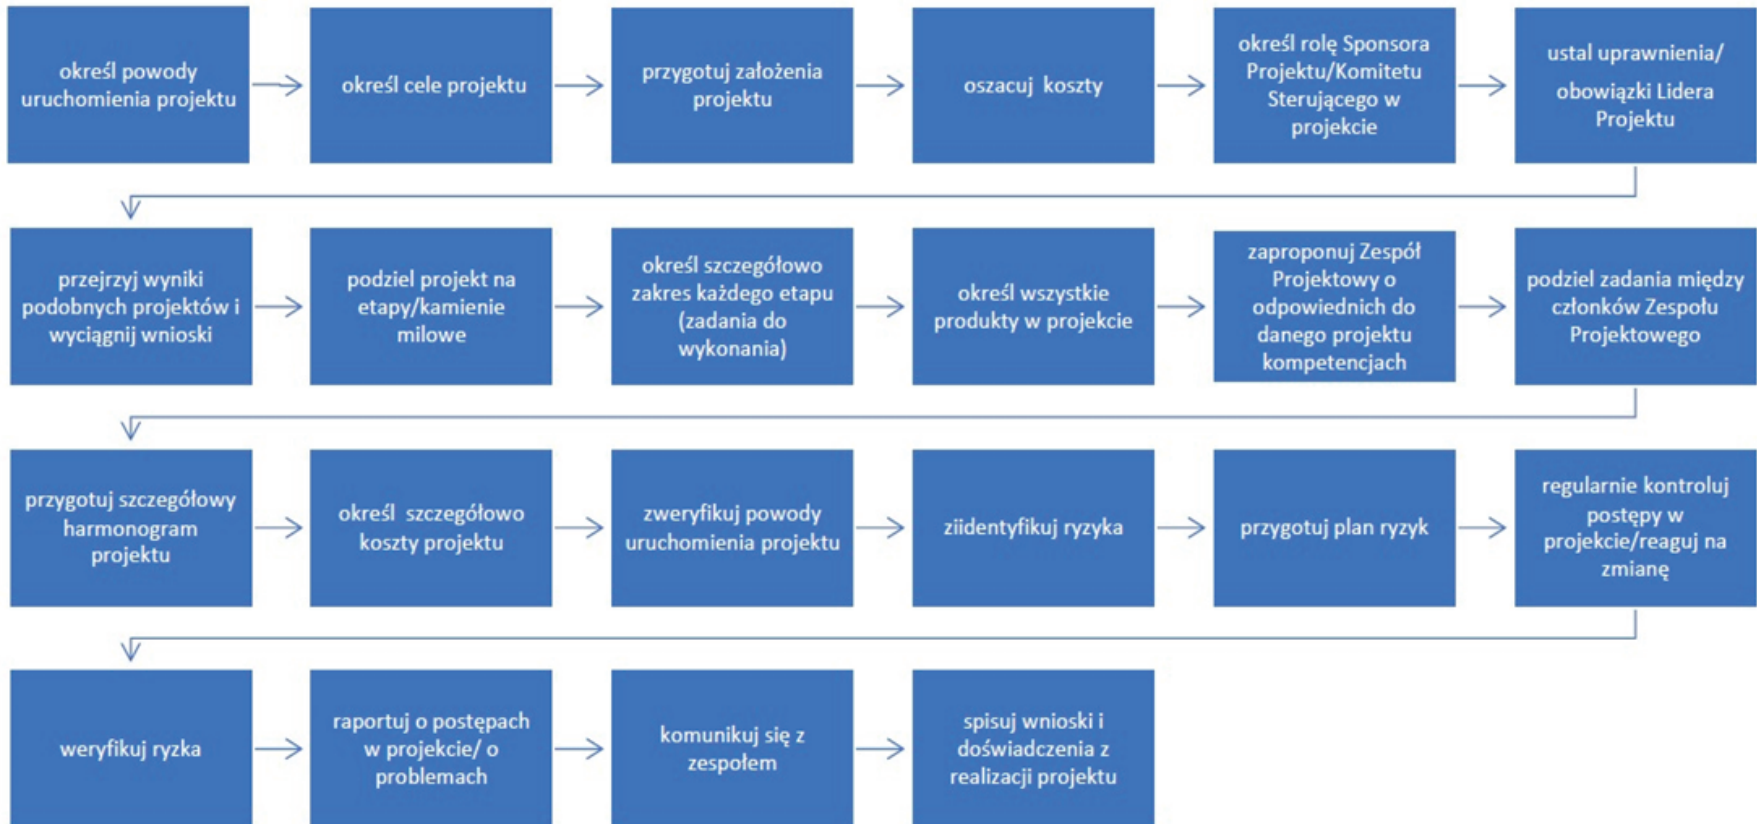 określ powody
uruchomienia projektu
określ cele projektu
przygotuj założenia
projektu
oszacuj koszty
określ rolę Sponsora
Projektu/Komitetu
Sterującego w
projekcie
ustal uprawnienia/
obowiązki Lidera
Projektu
przejrzyj wyniki
podobnych projektów i
wyciągnij wnioski
podziel projekt na
etapy/kamienie
milowe
określ szczegółowo
zakres każdego etapu
(zadania do
wykonania)
określ wszystkie
produkty w projekcie
zaproponuj Zespół
Projektowy o
odpowiednich do
danego projektu
kompetencjach
podziel zadania między
członków Zespołu
Projektowego
przygotuj szczegółowy
harmonogram
projektu
określ szczegółowo
koszty projektu
zweryfikuj powody
uruchomienia projektu
ziidentyfikuj ryzyka
przygotuj plan ryzyk
regularnie kontroluj
postępy w
projekcie/reaguj na
zmianę
weryfikuj ryzka
raportuj o postępach
w projekcie/ o
problemach
komunikuj się z
zespołem
spisuj wnioski i
doświadczenia z
realizacji projektu